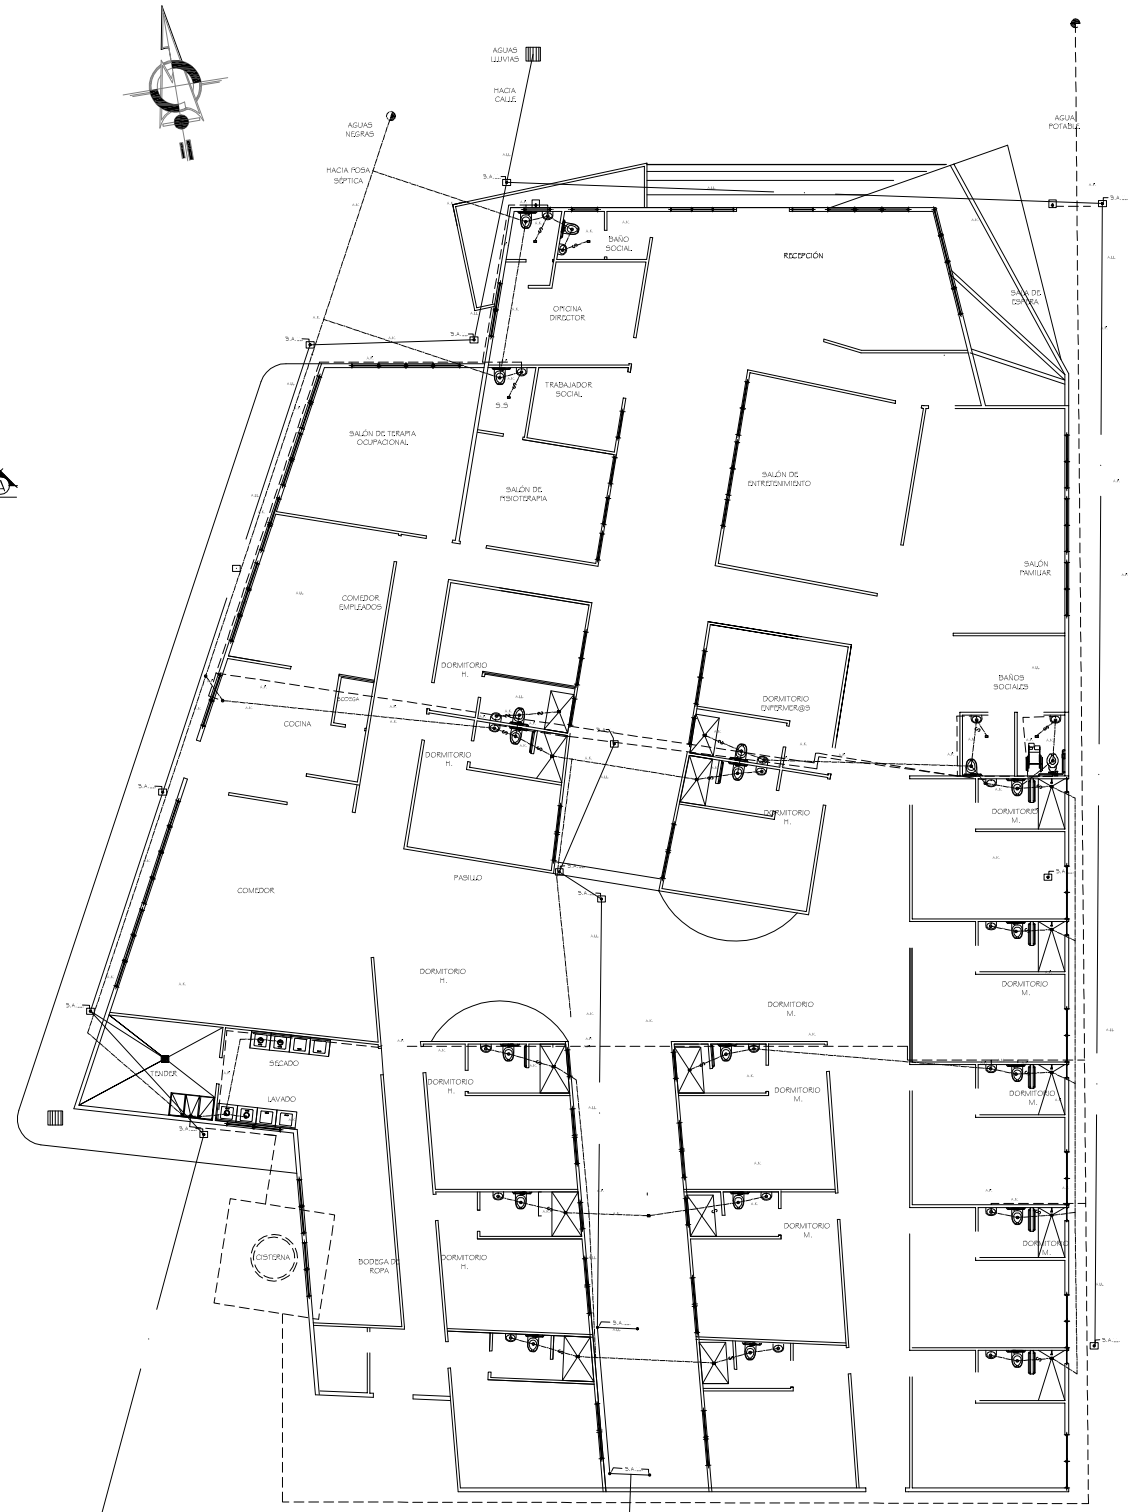 AGUAS
LLUVIAS
HACIA
CALLE
AGUAS
NEGRAS
AGUA
POTABLE
HACIA FOSA
SÉPTICA
S.A.
S.A.
BAÑO
SOCIAL
RECEPCIÓN
SALA DE
ESPERA
OFICINA
DIRECTOR
S.A.
S.A.
TRABAJADOR
SOCIAL
S.S
SALÓN DE TERAPIA
OCUPACIONAL
SALÓN DE
FISIOTERAPIA
SALÓN DE
ENTRETENIMIENTO
SALÓN
FAMILIAR
COMEDOR
EMPLEADOS
DORMITORIO
H.
BAÑOS
SOCIALES
DORMITORIO
ENFERMER@S
BODEGA
COCINA
DORMITORIO
H.
S.A.
DORMITORIO
H.
DORMITORIO
M.
COMEDOR
PASILLO
S.A.
S.A.
S.A.
DORMITORIO
H.
DORMITORIO
M.
DORMITORIO
M.
S.A.
SECADO
TENDER
DORMITORIO
H.
DORMITORIO
M.
DORMITORIO
M.
LAVADO
S.A.
DORMITORIO
M.
DORMITORIO
M.
CISTERNA
BODEGA DE
ROPA
DORMITORIO
H.
S.A.
S.A.
S.A.